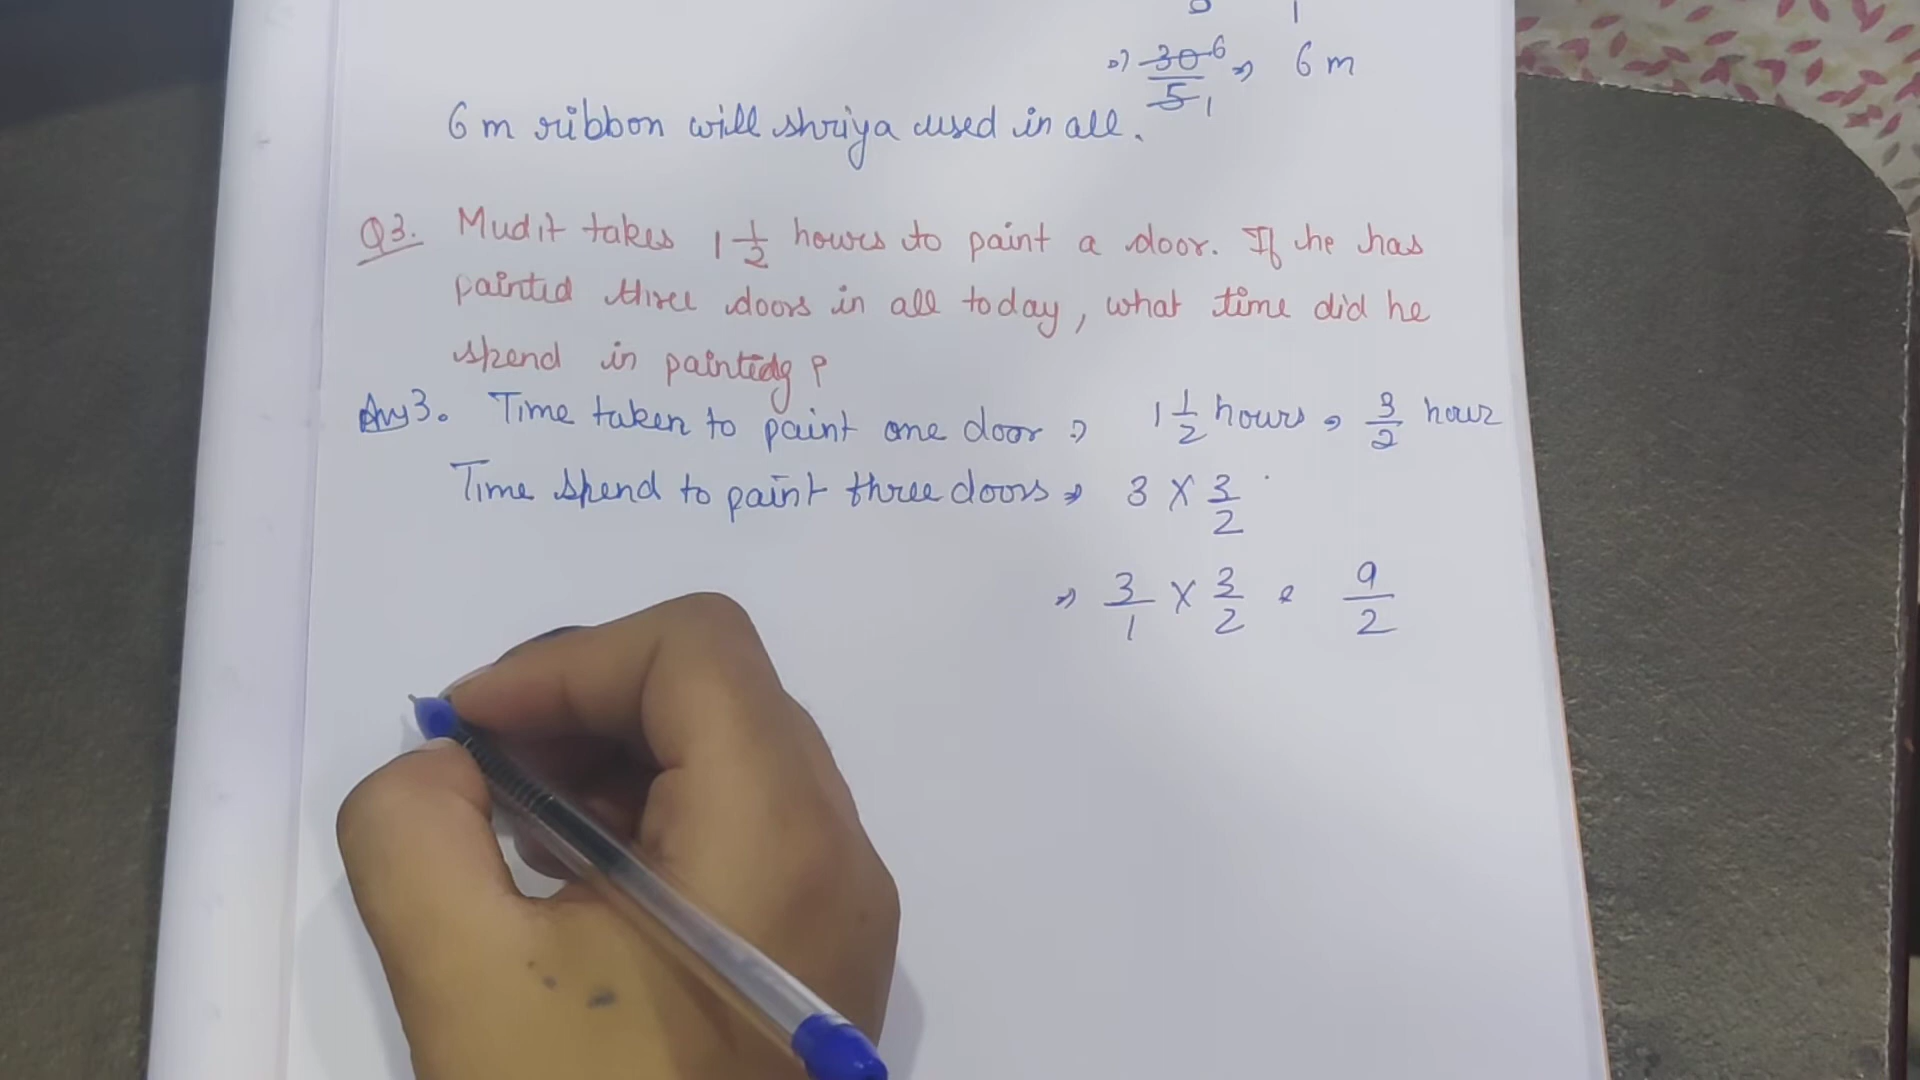 ⇒ 30 6 / 5 1 ⇒ 6 m
6 m ribbon will shriya used in all.
Q3. Mudit takes 1 1/2 hours to paint a door. If he has
painted three doors in all today, what time did he
spend in painting ?
Ans3. Time taken to paint one door ⇒ 1 1/2 hours ⇒ 3/2 hour
Time spend to paint three doors ⇒ 3 X 3/2
⇒ 3/1 X 3/2 = 9/2